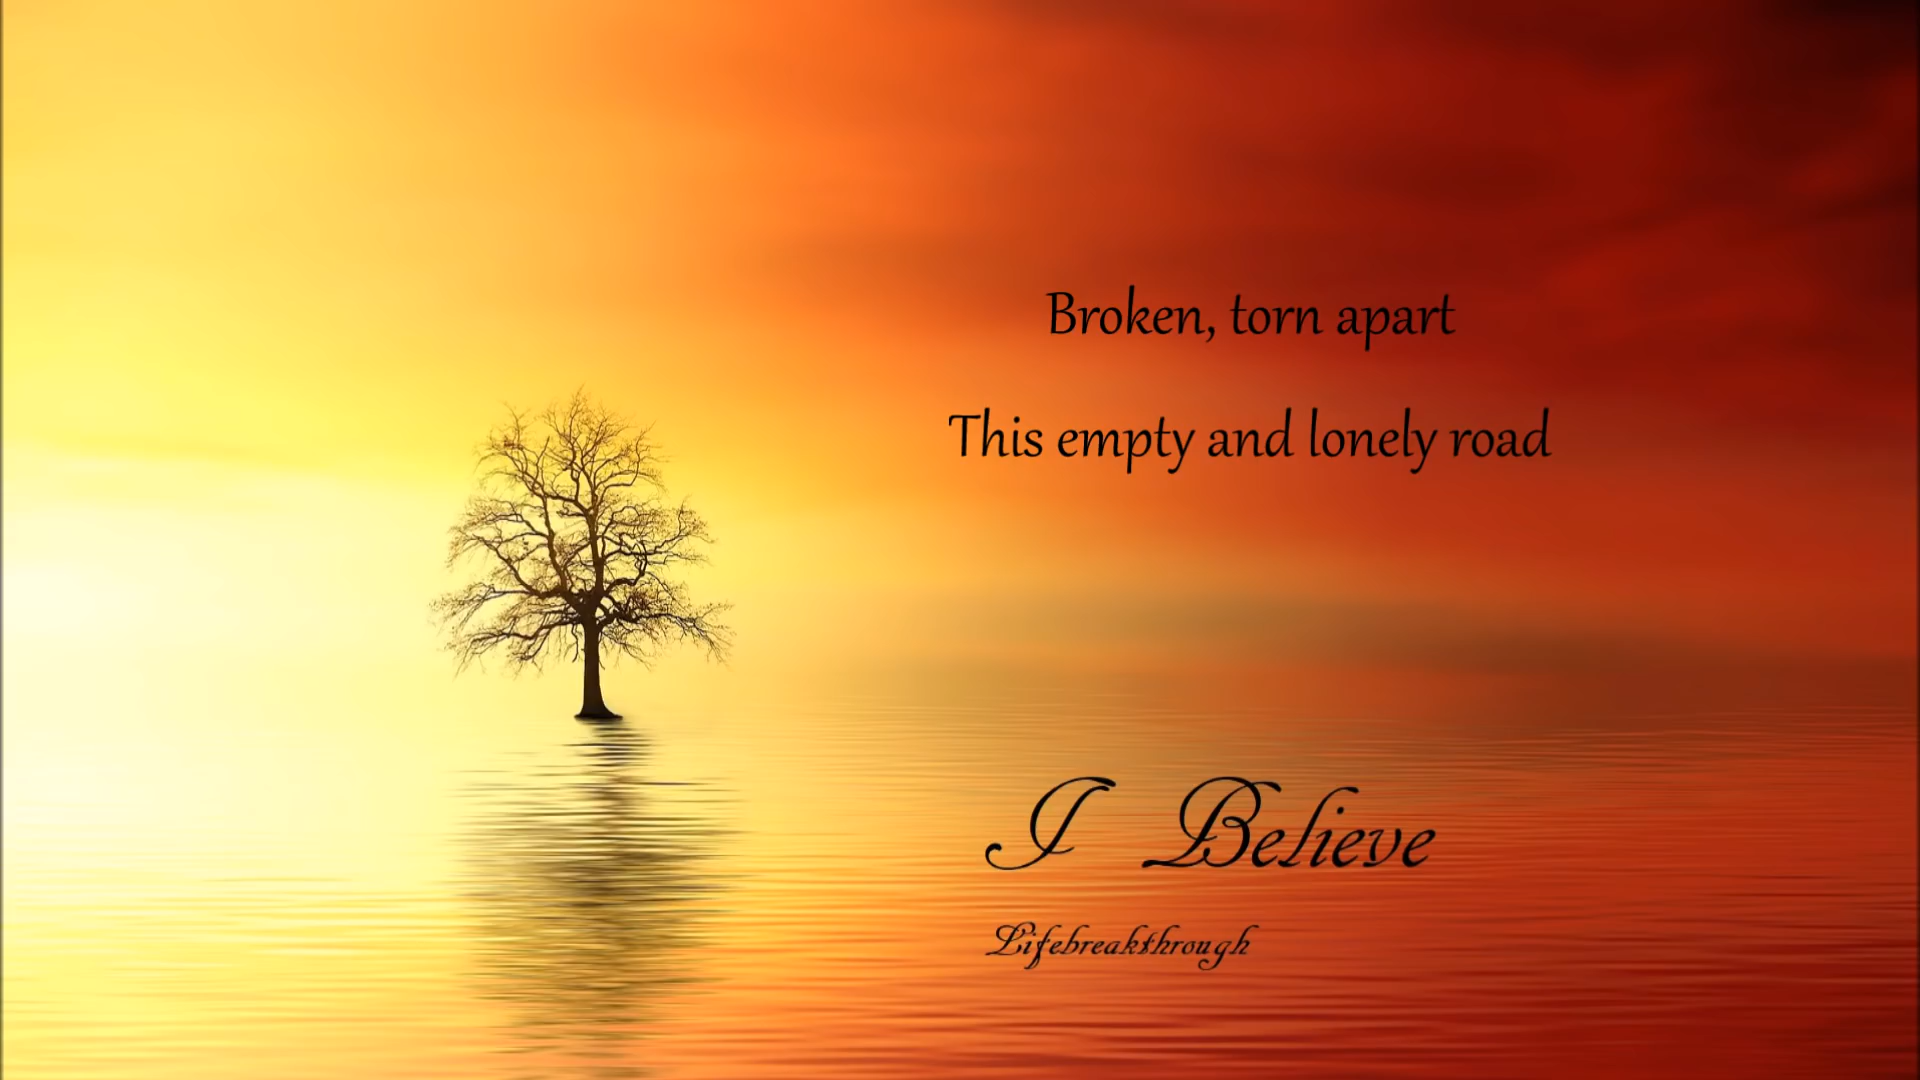 Broken, torn apart
This empty and lonely road
I Believe
Lifebreakthrough